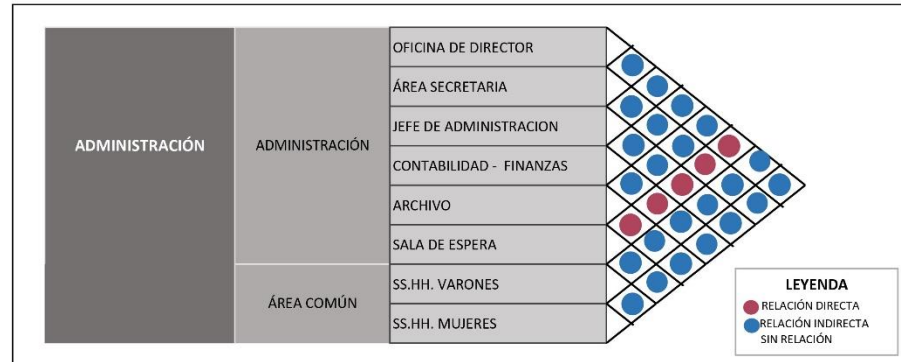 OFICINA DE DIRECTOR
ÁREA SECRETARIA
JEFE DE ADMINISTRACION
ADMINISTRACIÓN
ADMINISTRACIÓN
CONTABILIDAD - FINANZAS
ARCHIVO
SALA DE ESPERA
ÁREA COMÚN
SS.HH. VARONES
SS.HH. MUJERES
LEYENDA
RELACIÓN DIRECTA
RELACIÓN INDIRECTA
SIN RELACIÓN